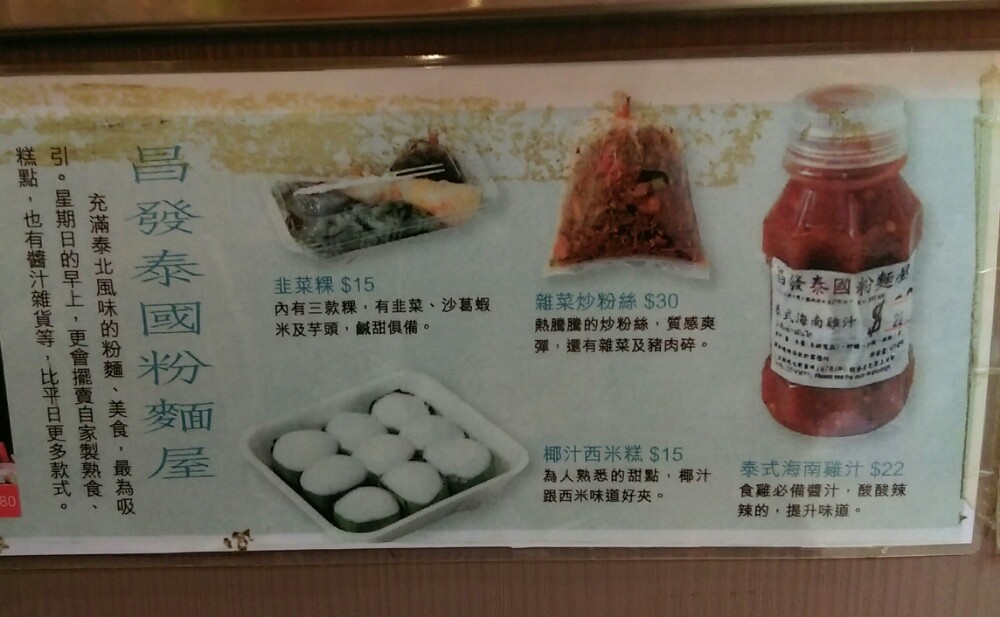 昌發泰國粉麵屋
充滿泰北風味的粉麵、美食，最為吸
引。星期日的早上，更會擺賣自家製熟食、
糕點，也有醬汁雜貨等，比平日更多款式。
韭菜粿 $15
內有三款粿，有韭菜、沙葛蝦
米及芋頭，鹹甜俱備。
雜菜炒粉絲 $30
熱騰騰的炒粉絲，質感爽
彈，還有雜菜及豬肉碎。
椰汁西米糕 $15
為人熟悉的甜點，椰汁
跟西米味道好夾。
泰式海南雞汁 $22
食雞必備醬汁，酸酸辣
辣的，提升味道。
昌發泰國粉麵屋
泰式海南雞汁
80